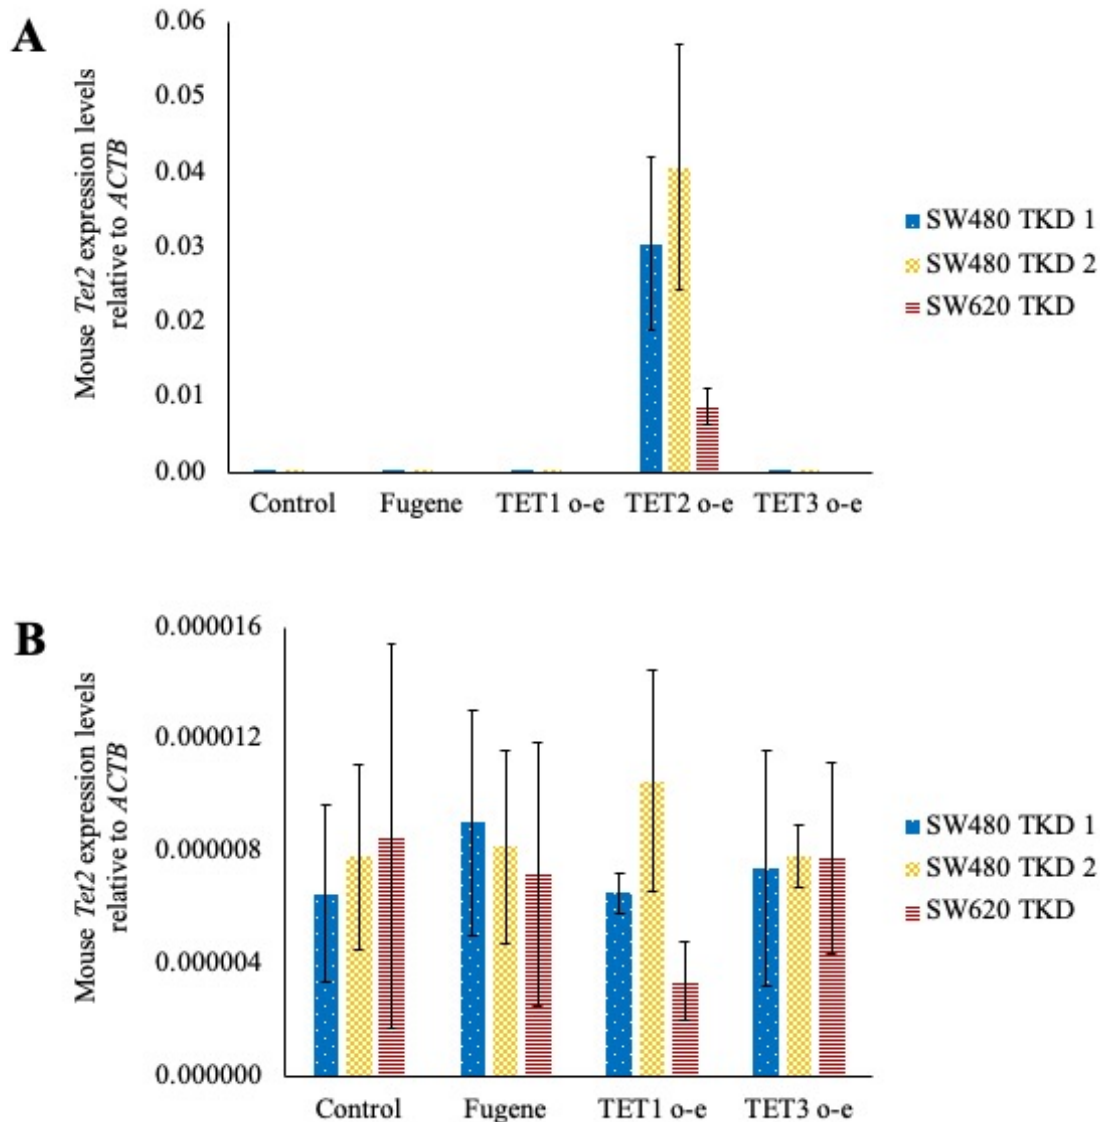 A
Mouse Tet2 expression levels
relative to ACTB
0.06
0.05
0.04
0.03
0.02
0.01
0.00
Control Fugene TET1 o-e TET2 o-e TET3 o-e
SW480 TKD 1
SW480 TKD 2
SW620 TKD
B
Mouse Tet2 expression levels
relative to ACTB
0.000016
0.000012
0.000008
0.000004
0.000000
Control Fugene TET1 o-e TET3 o-e
SW480 TKD 1
SW480 TKD 2
SW620 TKD